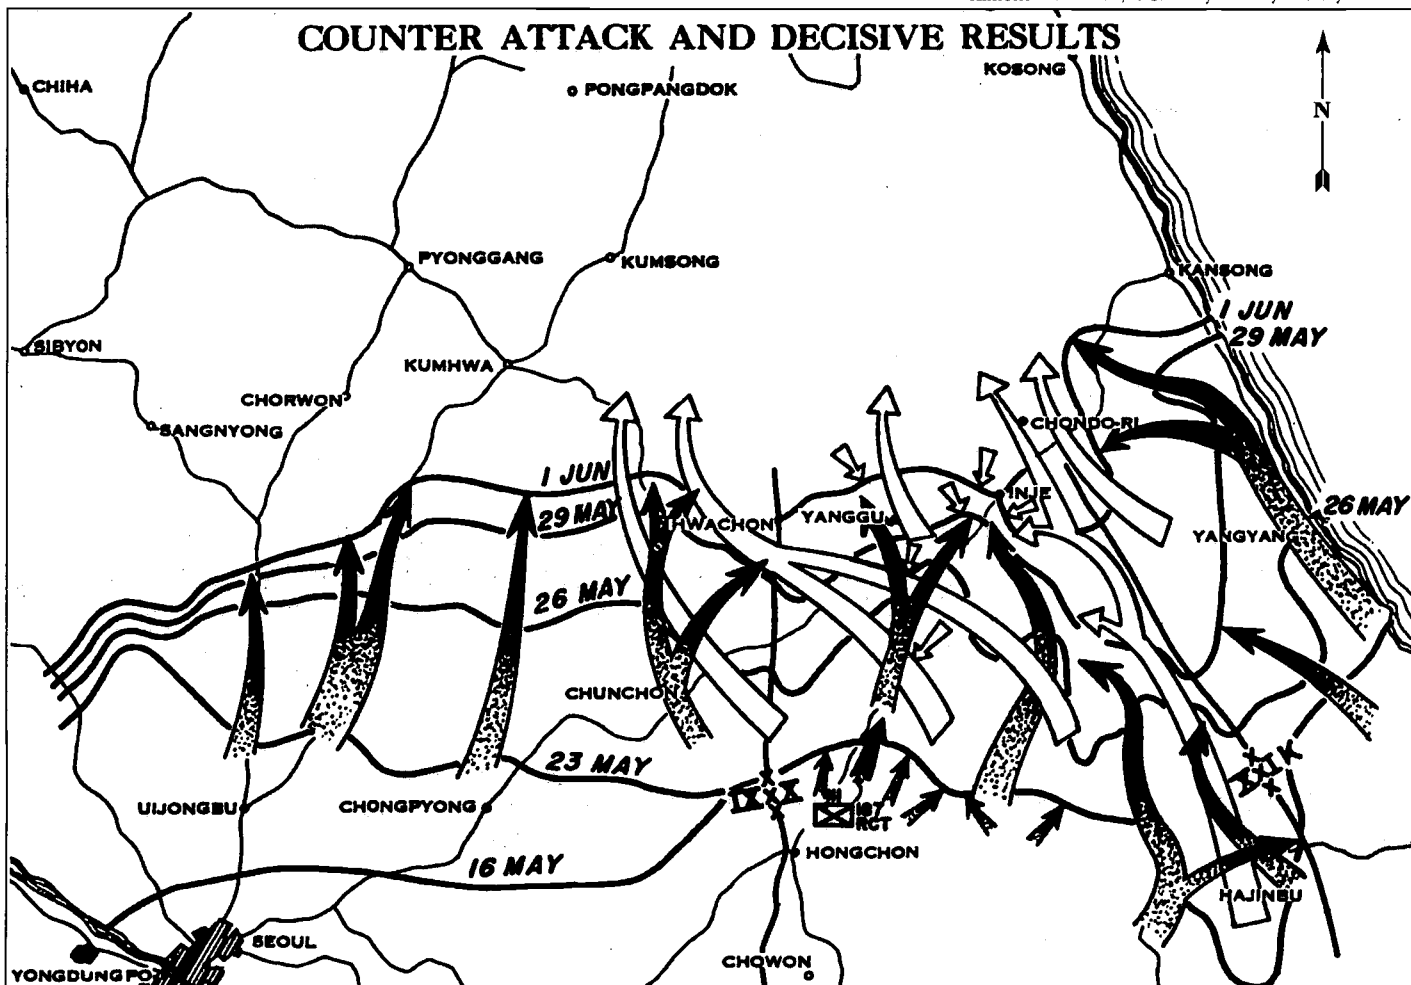 COUNTER ATTACK AND DECISIVE RESULTS
KOSONG
CHIHA
PONGPANGDOK
N
PYONGGANG
KUMSONG
KANSONG
1 JUN
29 MAY
SIBYON
KUMHWA
CHORWON
SANGNYONG
CHONDO-RI
1 JUN
29 MAY
HWACHON
YANGGU
INJE
26 MAY
YANGYANG
26 MAY
CHUNCHON
23 MAY
IX X
X
X X
UIJONGBU
CHONGPYONG
187
RCT
HONGCHON
16 MAY
HAJINBU
SEOUL
YONGDUNGPO
CHOWON